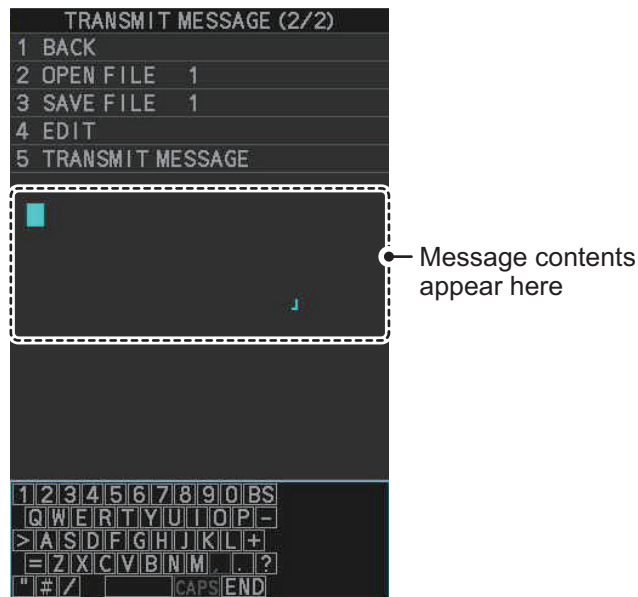 TRANSMIT MESSAGE (2/2)
1 BACK
2 OPEN FILE 1
3 SAVE FILE 1
4 EDIT
5 TRANSMIT MESSAGE
Message contents
appear here
1 2 3 4 5 6 7 8 9 0 BS
Q W E R T Y U I O P -
> A S D F G H J K L +
= Z X C V B N M , . ?
" # / CAPS END